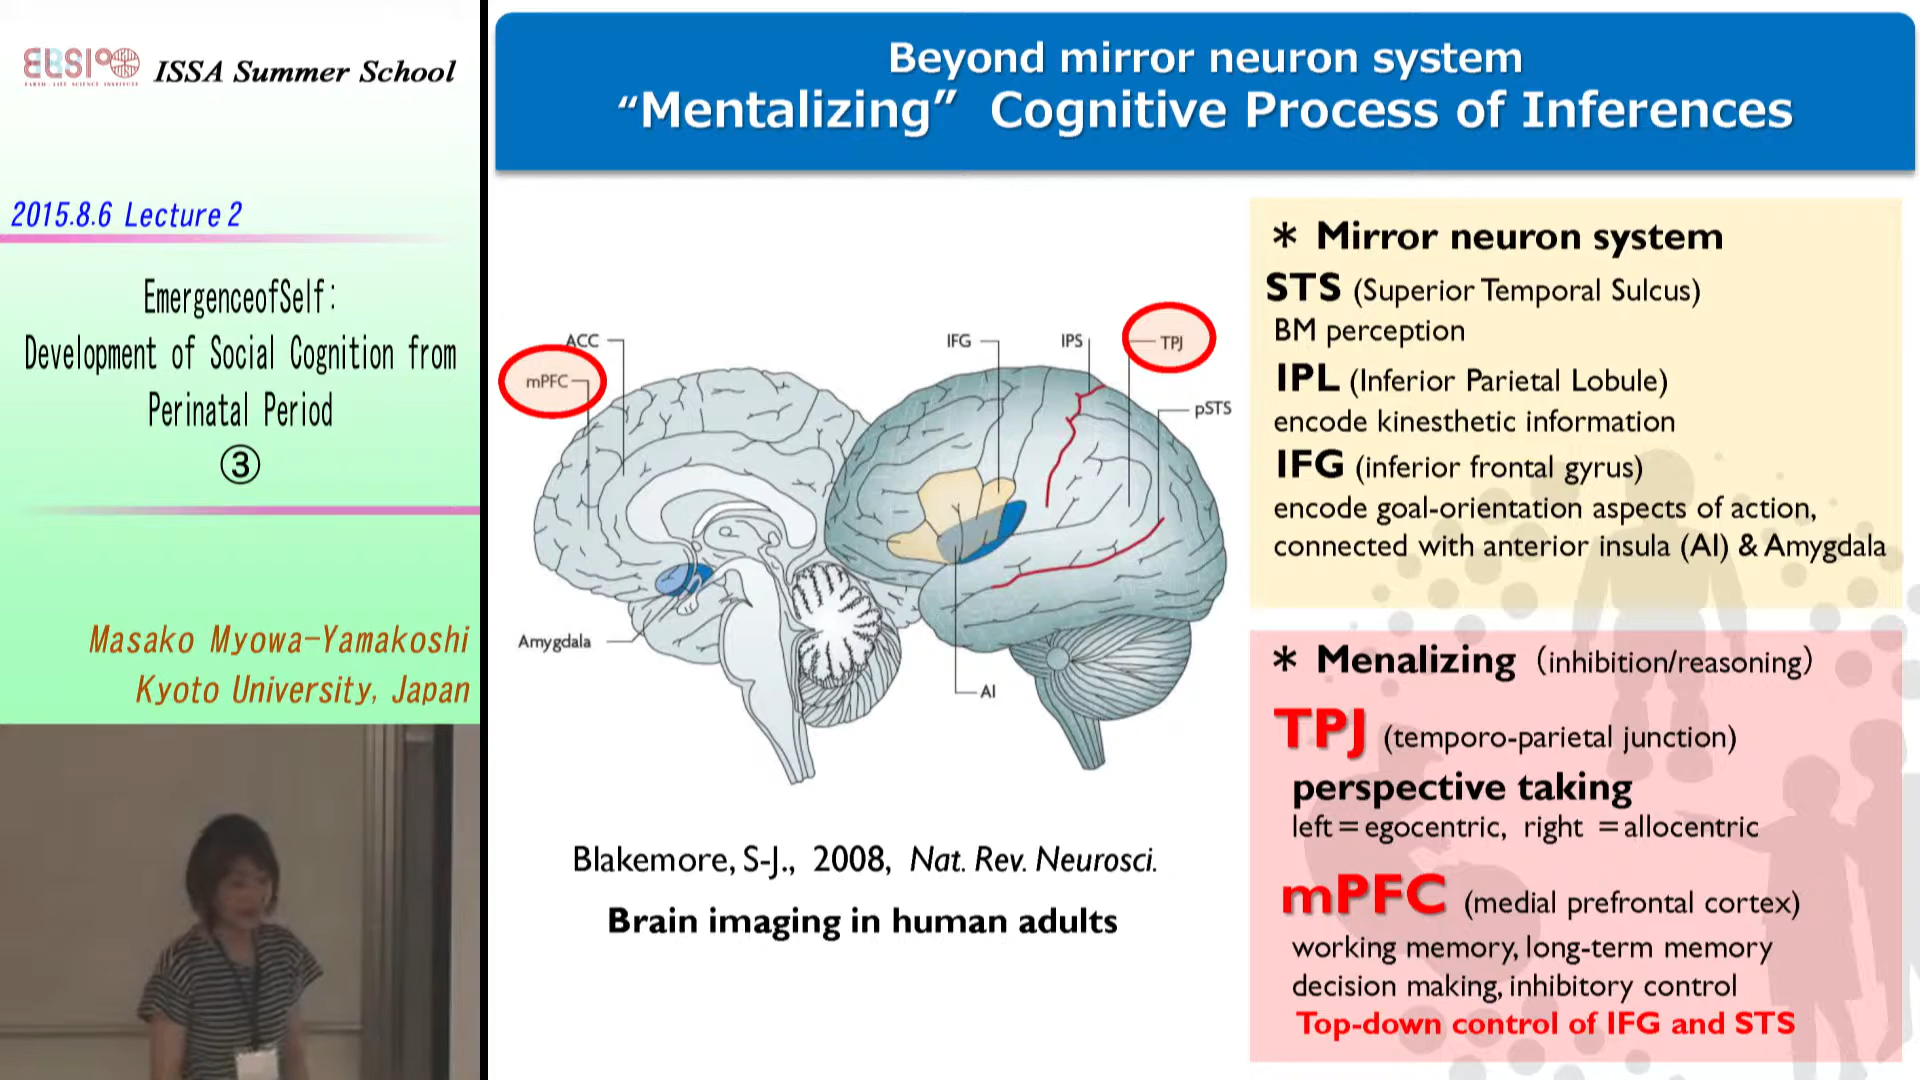 ELSI
EARTH-LIFE SCIENCE INSTITUTE
ISSA Summer School
2015.8.6 Lecture 2
EmergenceofSelf:
Development of Social Cognition from
Perinatal Period
③
Masako Myowa-Yamakoshi
Kyoto University, Japan
Beyond mirror neuron system
“Mentalizing” Cognitive Process of Inferences
ACC
mPFC
Amygdala
IFG
IPS
TPJ
pSTS
AI
Blakemore, S-J., 2008, Nat. Rev. Neurosci.
Brain imaging in human adults
＊ Mirror neuron system
STS (Superior Temporal Sulcus)
BM perception
IPL (Inferior Parietal Lobule)
encode kinesthetic information
IFG (inferior frontal gyrus)
encode goal-orientation aspects of action,
connected with anterior insula (AI) & Amygdala
＊ Menalizing （inhibition/reasoning）
TPJ (temporo-parietal junction)
perspective taking
left＝egocentric, right ＝allocentric
mPFC (medial prefrontal cortex)
working memory, long-term memory
decision making, inhibitory control
Top-down control of IFG and STS